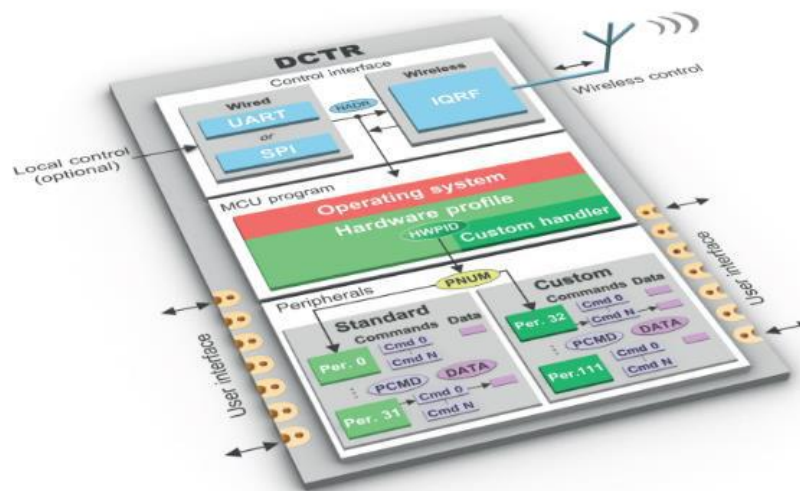 DCTR
Control interface
Wired
UART
or
SPI
NADR
Wireless
IQRF
Wireless control
Local control
(optional)
MCU program
Operating system
Hardware profile
HWPID
Custom handler
PNUM
Peripherals
Standard
Commands Data
Per. 0
Cmd 0
Cmd N
PCMD
DATA
Per. 31
Cmd 0
Cmd N
Custom
Commands Data
Per. 32
Cmd 0
Cmd N
PCMD
DATA
Per.111
Cmd 0
Cmd N
User interface
User interface